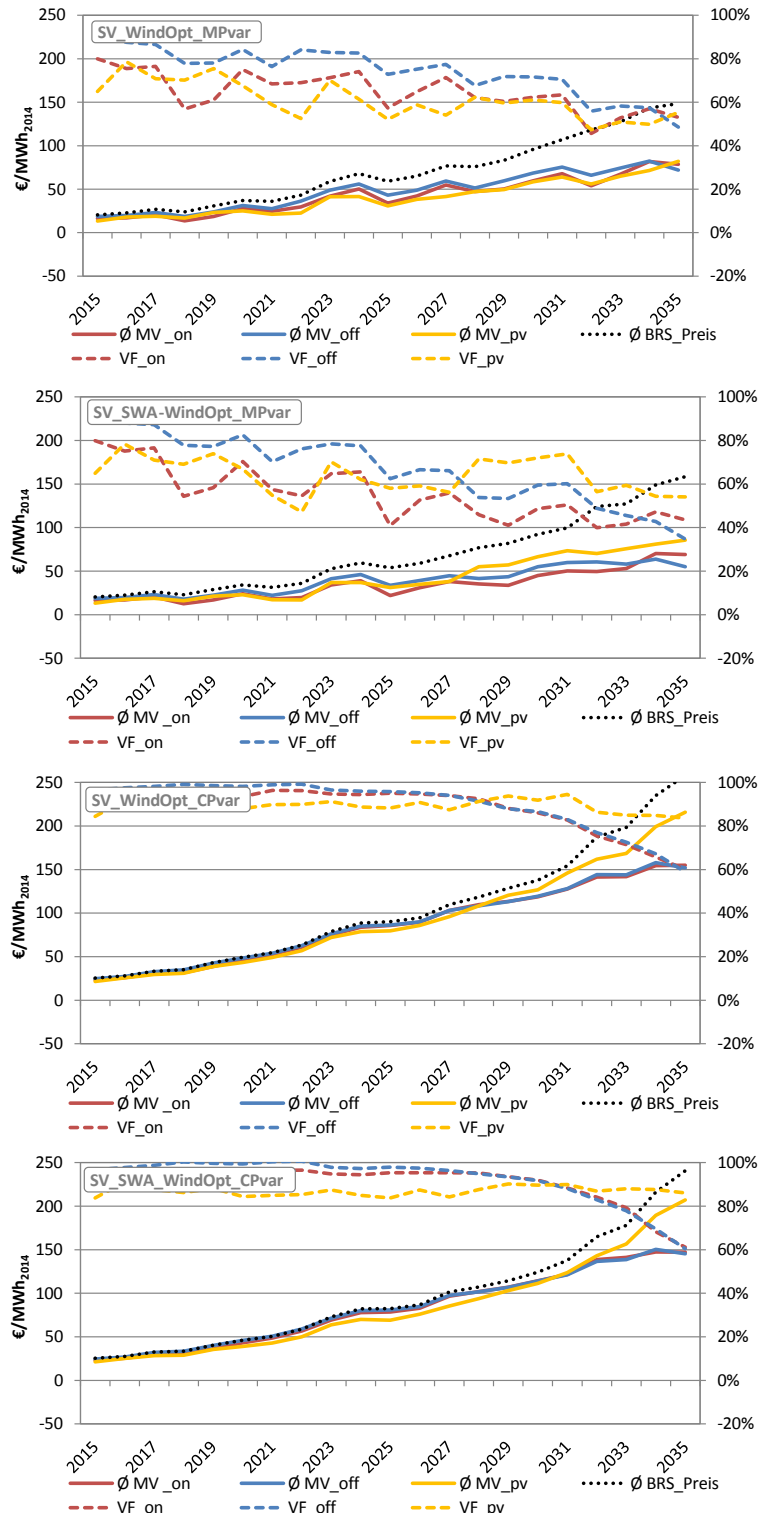 SV_WindOpt_MPvar
250
200
150
100
50
0
-50
€/MWh2014
100%
80%
60%
40%
20%
0%
-20%
2015 2017 2019 2021 2023 2025 2027 2029 2031 2033 2035
Ø MV _on Ø MV_off Ø MV_pv Ø BRS_Preis
VF_on VF_off VF_pv
SV_SWA-WindOpt_MPvar
250
200
150
100
50
0
-50
€/MWh2014
100%
80%
60%
40%
20%
0%
-20%
2015 2017 2019 2021 2023 2025 2027 2029 2031 2033 2035
Ø MV _on Ø MV_off Ø MV_pv Ø BRS_Preis
VF_on VF_off VF_pv
SV_WindOpt_CPvar
250
200
150
100
50
0
-50
€/MWh2014
100%
80%
60%
40%
20%
0%
-20%
2015 2017 2019 2021 2023 2025 2027 2029 2031 2033 2035
Ø MV _on Ø MV_off Ø MV_pv Ø BRS_Preis
VF_on VF_off VF_pv
SV_SWA_WindOpt_CPvar
250
200
150
100
50
0
-50
€/MWh2014
100%
80%
60%
40%
20%
0%
-20%
2015 2017 2019 2021 2023 2025 2027 2029 2031 2033 2035
Ø MV _on Ø MV_off Ø MV_pv Ø BRS_Preis
VF_on VF_off VF_pv